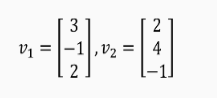 v₁ = [3 -1 2], v₂ = [2 4 -1]